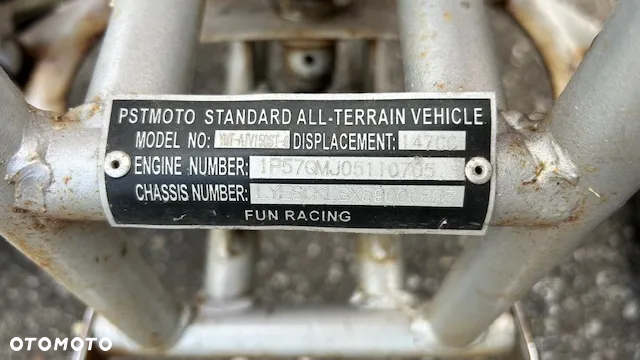 PSTMOTO STANDARD ALL-TERRAIN VEHICLE
MODEL NO: DISPLACEMENT: 147CC
ENGINE NUMBER: 1P57QMJ05110705
CHASSIS NUMBER:
FUN RACING
OTOMOTO